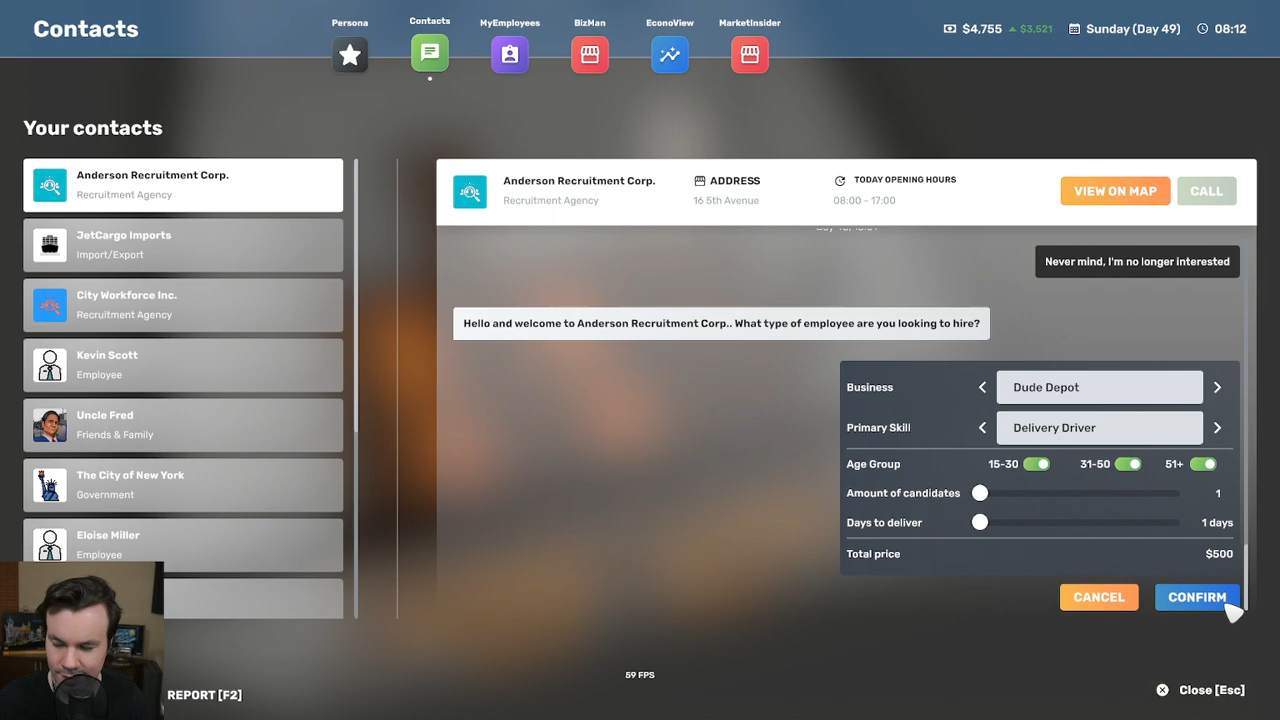 Contacts
Persona
Contacts
MyEmployees
BizMan
EconoView
MarketInsider
$4,755
$3,521
Sunday (Day 49)
08:12
Your contacts
Anderson Recruitment Corp.
Recruitment Agency
JetCargo Imports
Import/Export
City Workforce Inc.
Recruitment Agency
Kevin Scott
Employee
Uncle Fred
Friends & Family
The City of New York
Government
Eloise Miller
Employee
Anderson Recruitment Corp.
Recruitment Agency
ADDRESS
16 5th Avenue
TODAY OPENING HOURS
08:00 - 17:00
VIEW ON MAP
CALL
Never mind, I'm no longer interested
Hello and welcome to Anderson Recruitment Corp.. What type of employee are you looking to hire?
Business
Dude Depot
Primary Skill
Delivery Driver
Age Group
15-30
31-50
51+
Amount of candidates
1
Days to deliver
1 days
Total price
$500
CANCEL
CONFIRM
59 FPS
REPORT [F2]
Close [Esc]